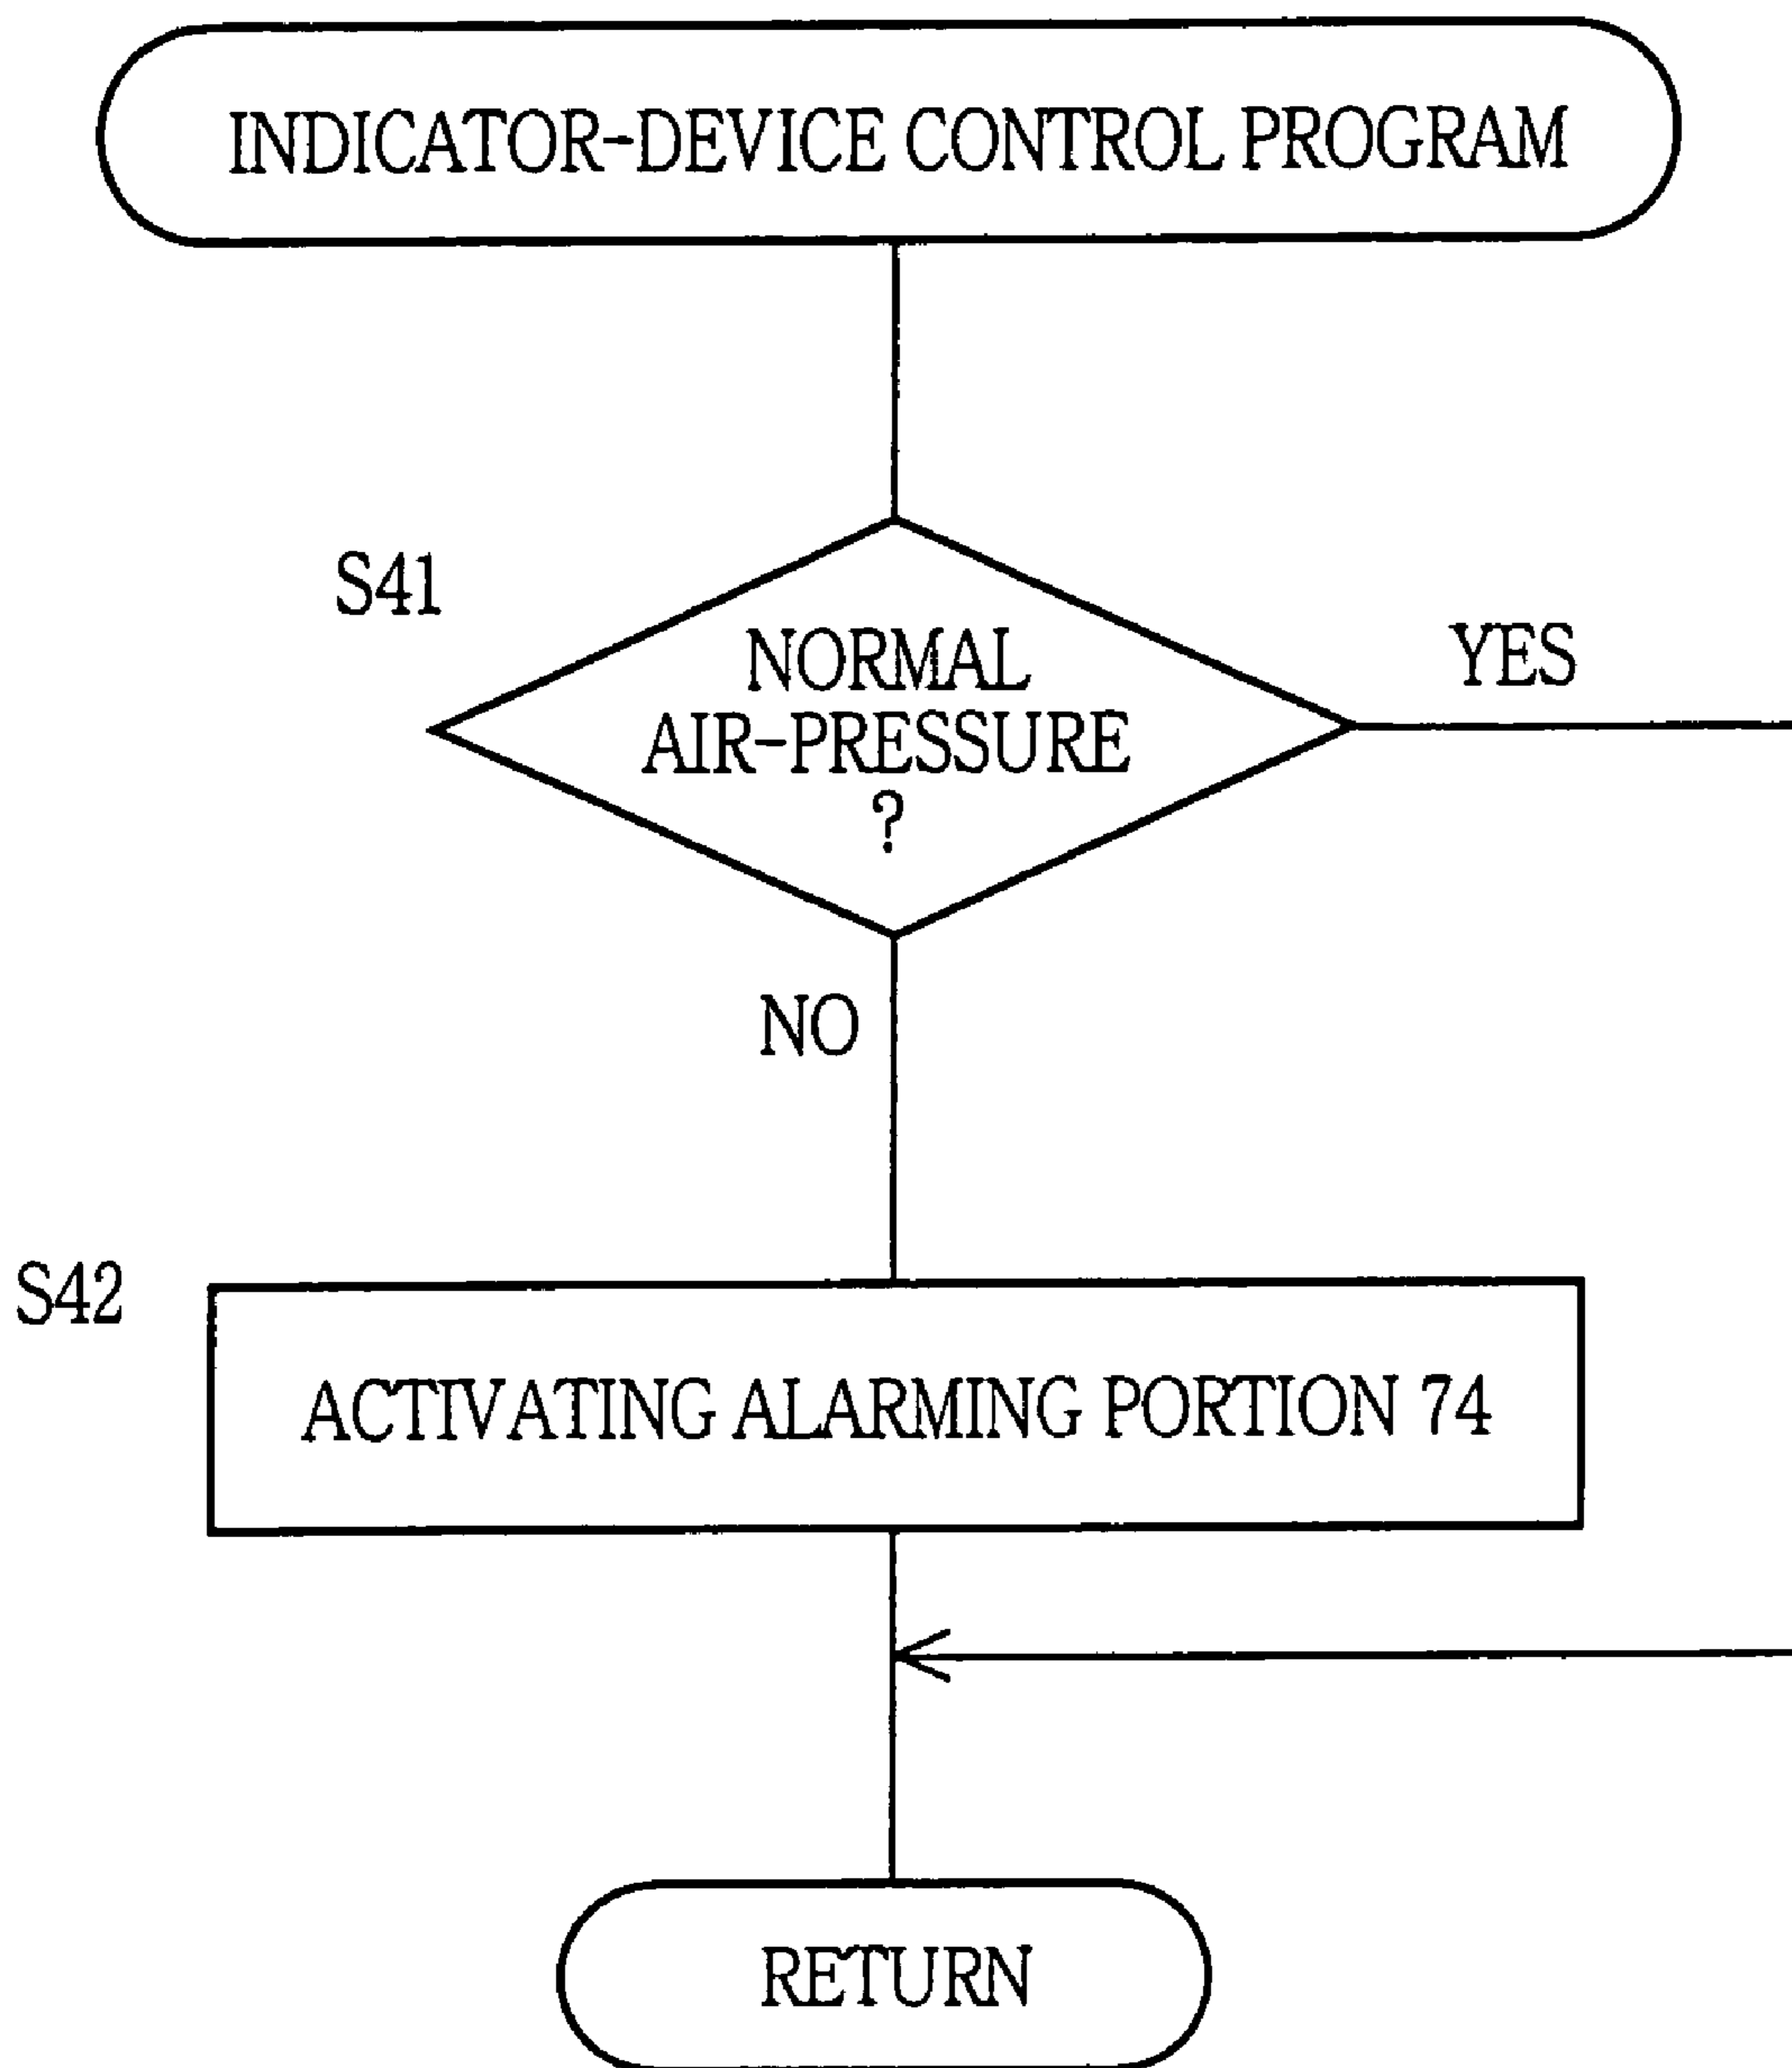 INDICATOR-DEVICE CONTROL PROGRAM
S41
NORMAL
AIR-PRESSURE
?
YES
NO
S42
ACTIVATING ALARMING PORTION 74
RETURN